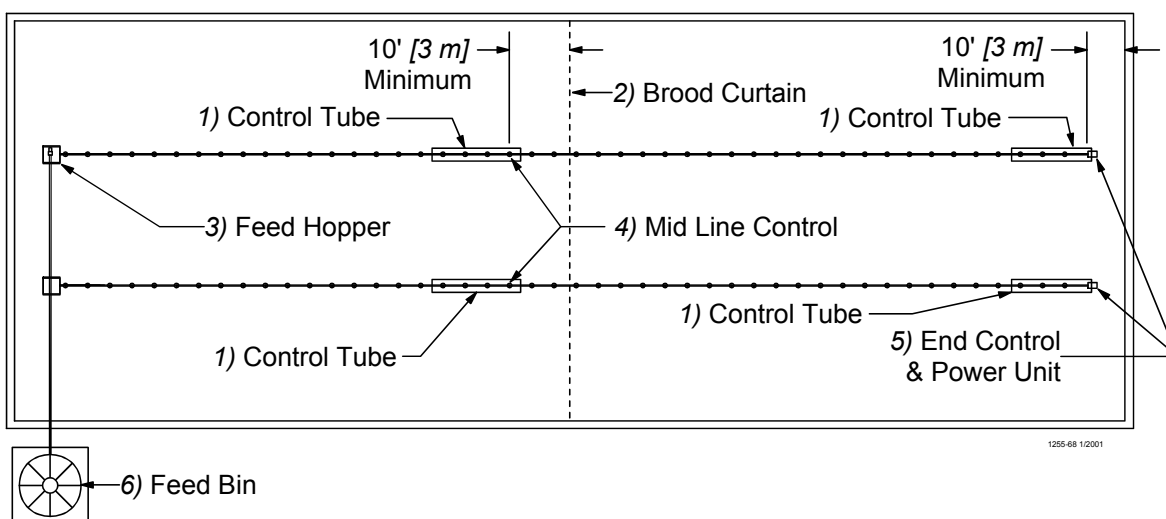 10' [3 m]
Minimum
10' [3 m]
Minimum
2) Brood Curtain
1) Control Tube
1) Control Tube
3) Feed Hopper
4) Mid Line Control
1) Control Tube
1) Control Tube
5) End Control
& Power Unit
1255-68 1/2001
6) Feed Bin